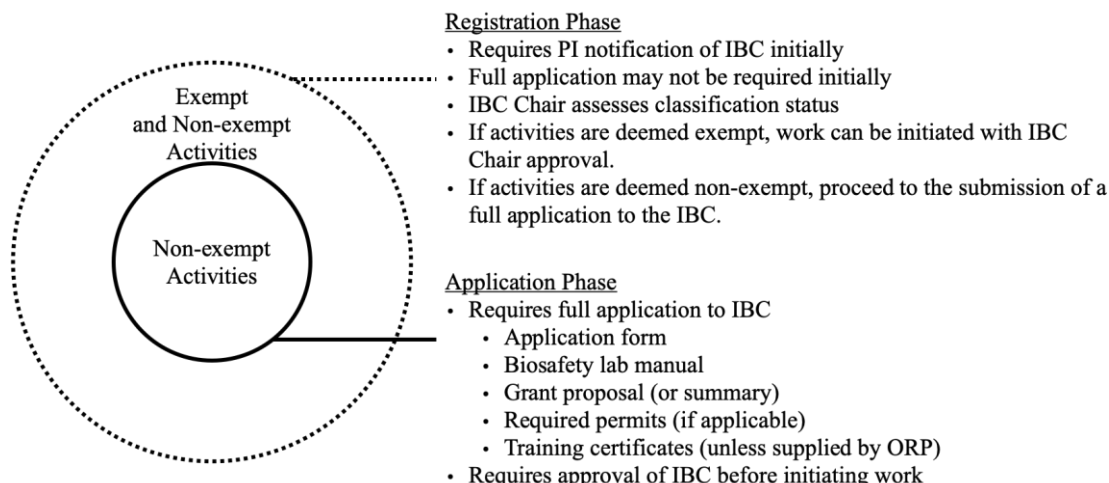 Exempt
and Non-exempt
Activities
Non-exempt
Activities
Registration Phase
• Requires PI notification of IBC initially
• Full application may not be required initially
• IBC Chair assesses classification status
• If activities are deemed exempt, work can be initiated with IBC
Chair approval.
• If activities are deemed non-exempt, proceed to the submission of a
full application to the IBC.
Application Phase
• Requires full application to IBC
• Application form
• Biosafety lab manual
• Grant proposal (or summary)
• Required permits (if applicable)
• Training certificates (unless supplied by ORP)
• Requires approval of IBC before initiating work